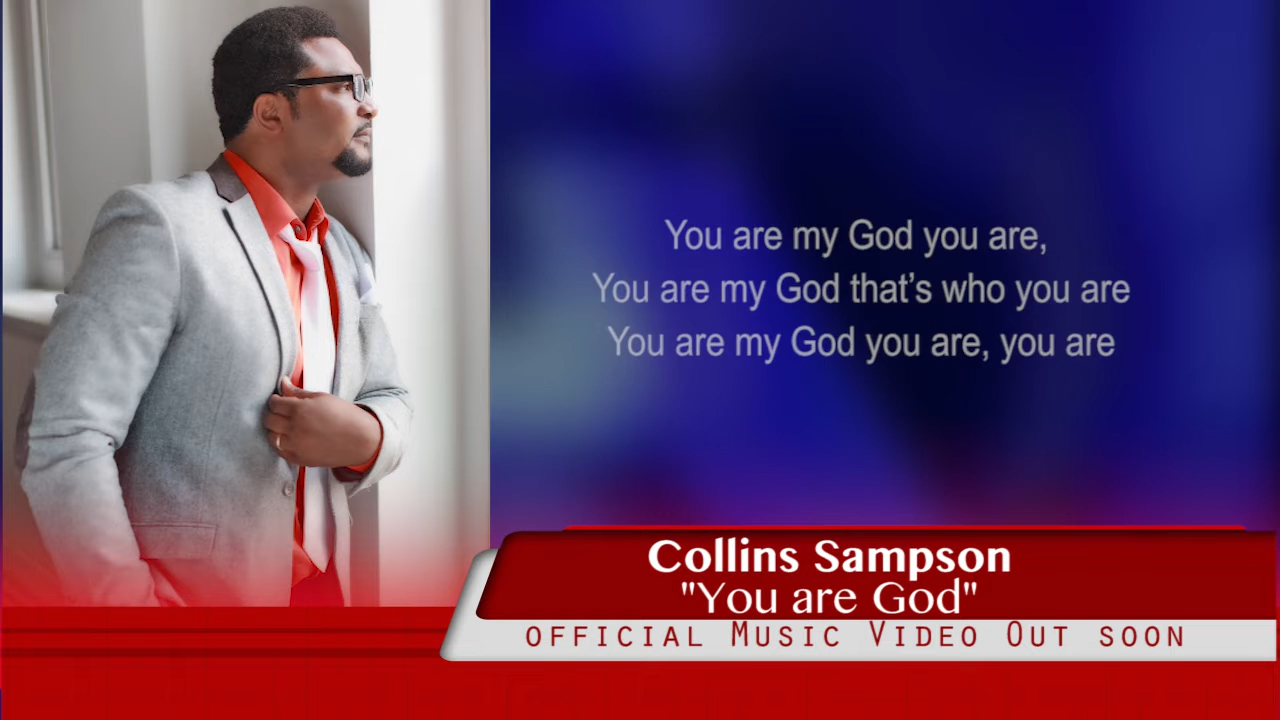 You are my God you are,
You are my God that’s who you are
You are my God you are, you are
Collins Sampson
"You are God"
official Music Video Out soon